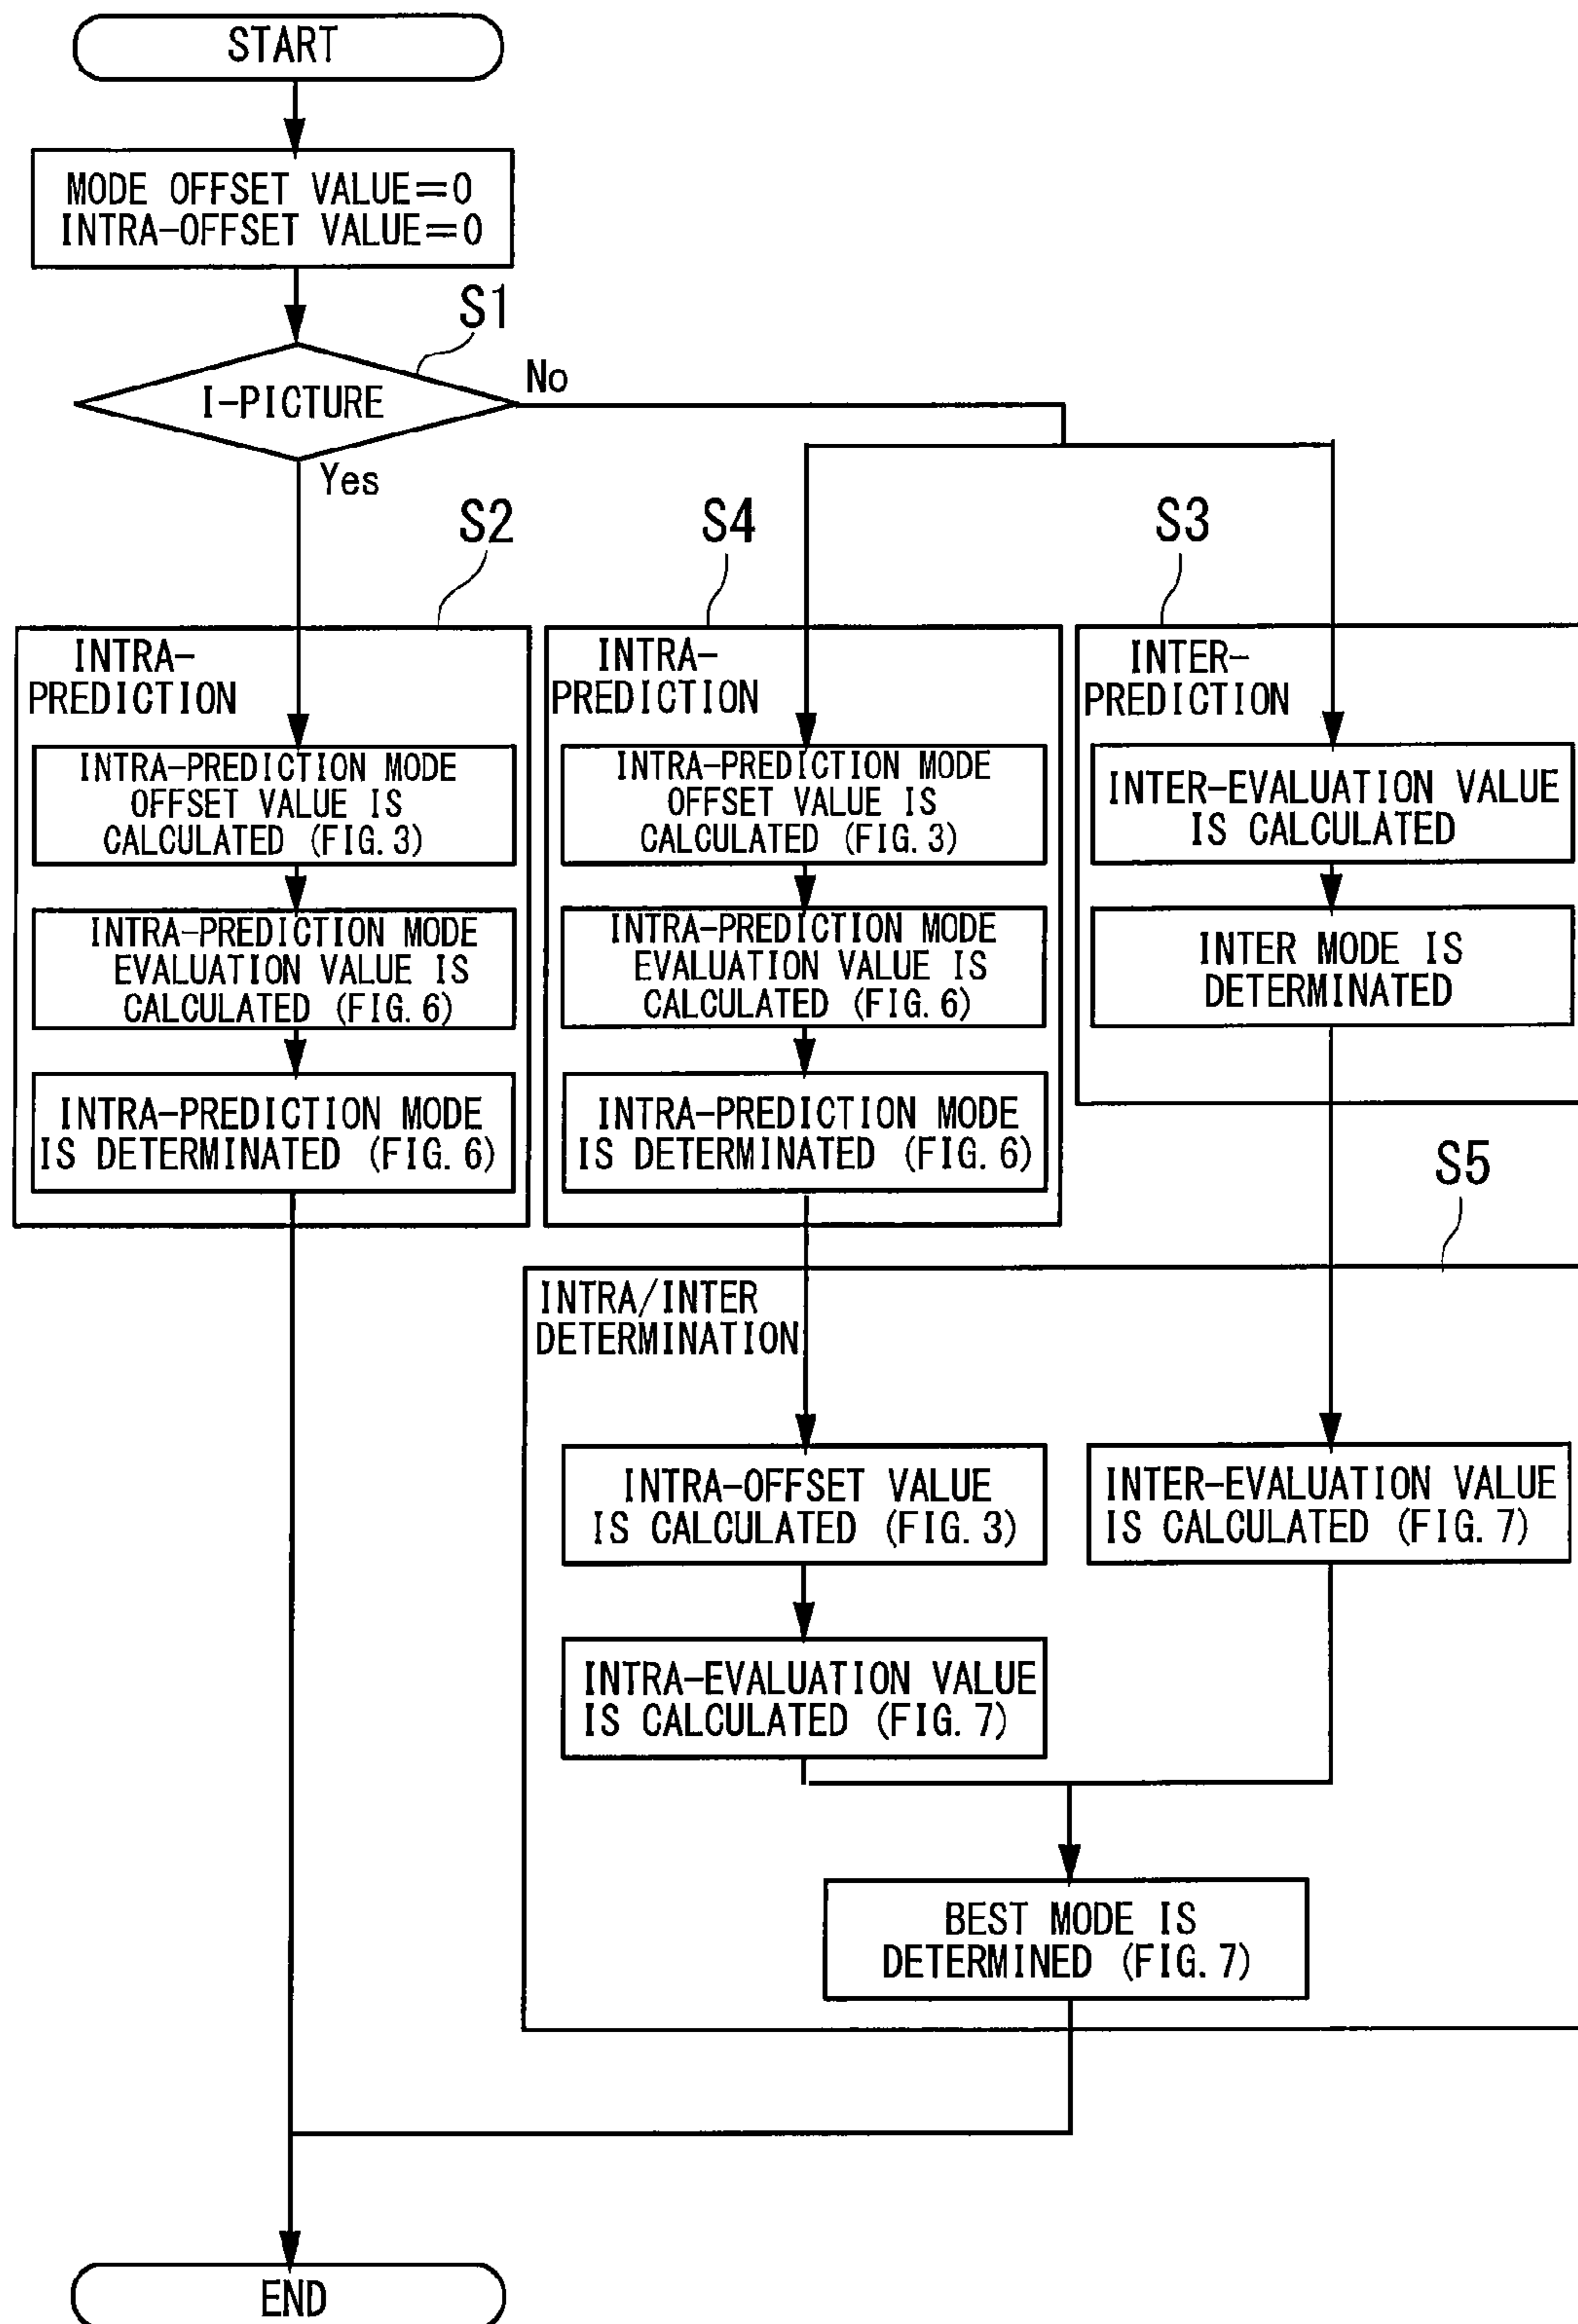 START
MODE OFFSET VALUE=0
INTRA-OFFSET VALUE=0
S1
I-PICTURE
No
Yes
S2
INTRA-
PREDICTION
INTRA-PREDICTION MODE
OFFSET VALUE IS
CALCULATED (FIG. 3)
INTRA-PREDICTION MODE
EVALUATION VALUE IS
CALCULATED (FIG. 6)
INTRA-PREDICTION MODE
IS DETERMINATED (FIG. 6)
S4
INTRA-
PREDICTION
INTRA-PREDICTION MODE
OFFSET VALUE IS
CALCULATED (FIG. 3)
INTRA-PREDICTION MODE
EVALUATION VALUE IS
CALCULATED (FIG. 6)
INTRA-PREDICTION MODE
IS DETERMINATED (FIG. 6)
S3
INTER-
PREDICTION
INTER-EVALUATION VALUE
IS CALCULATED
INTER MODE IS
DETERMINATED
S5
INTRA/INTER
DETERMINATION
INTRA-OFFSET VALUE
IS CALCULATED (FIG. 3)
INTRA-EVALUATION VALUE
IS CALCULATED (FIG. 7)
INTER-EVALUATION VALUE
IS CALCULATED (FIG. 7)
BEST MODE IS
DETERMINED (FIG. 7)
END